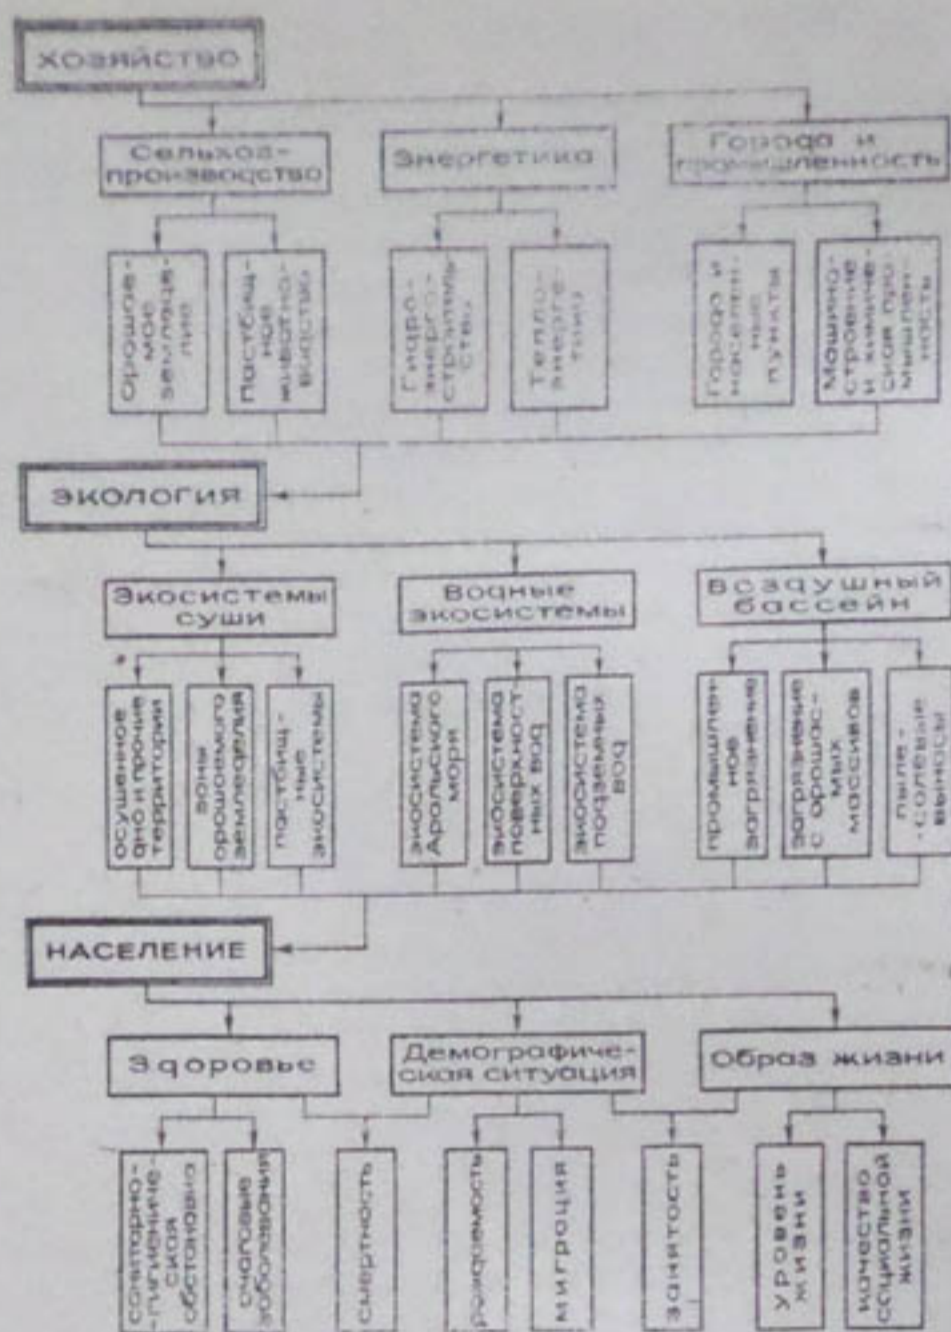 ХОЗЯЙСТВО
Сельхоз-
производство
Энергетика
Города и
промышленность
орошае-
мое
земледе-
лие
Пастбищ-
ное
животно-
водство
Гидро-
энерго-
строитель-
ство
Тепло-
энерге-
тика
Города и
населен-
ные
пункты
Машино-
строение
и химиче-
ская про-
мышлен-
ность
ЭКОЛОГИЯ
Экосистемы
суши
Водные
экосистемы
Воздушный
бассейн
осушенное
дно и прочие
территории
зоны
орошаемого
земледелия
пастбищ-
ные
экосистемы
экосистема
Аральского
моря
экосистема
поверхност
ных вод
экосистема
подземных
вод
промышлен
ное
загрязнение
загрязнение
с орошае-
мых
массивов
пыле-
-солевые
выносы
НАСЕЛЕНИЕ
Здоровье
Демографиче-
ская ситуация
Образ жизни
санитарно-
-гигиениче-
ская
обстановка
очаговые
заболевания
смертность
рождаемость
миграция
занятость
уровень
жизни
качество
социальной
жизни